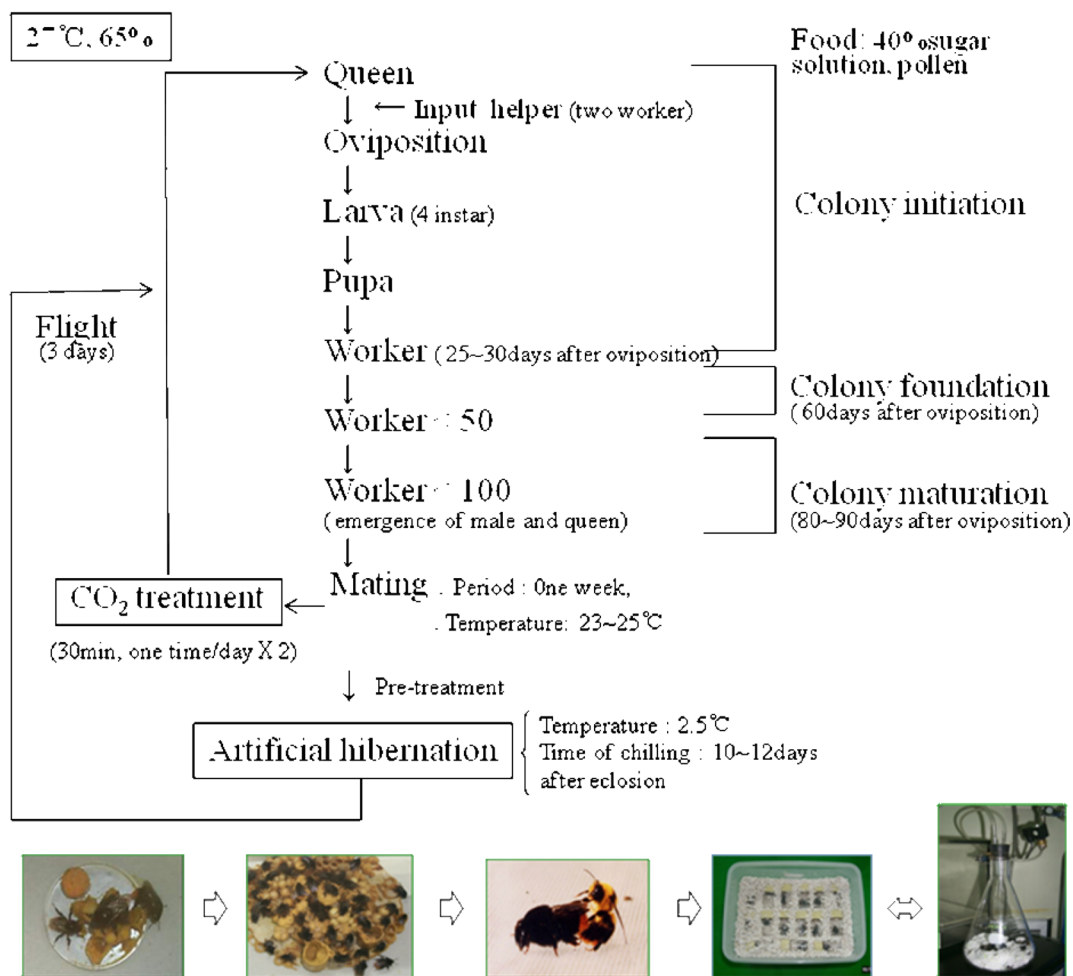 27℃, 65%
Food: 40% sugar
solution, pollen
Queen
Input helper (two worker)
Oviposition
Larva (4 instar)
Colony initiation
Pupa
Flight
(3 days)
Worker (25~30days after oviposition)
Colony foundation
(60days after oviposition)
Worker : 50
Worker : 100
(emergence of male and queen)
Colony maturation
(80~90days after oviposition)
Mating . Period : One week,
. Temperature: 23~25℃
CO₂ treatment
(30min, one time/day X 2)
Pre-treatment
Artificial hibernation
Temperature : 2.5℃
Time of chilling : 10~12days
after eclosion